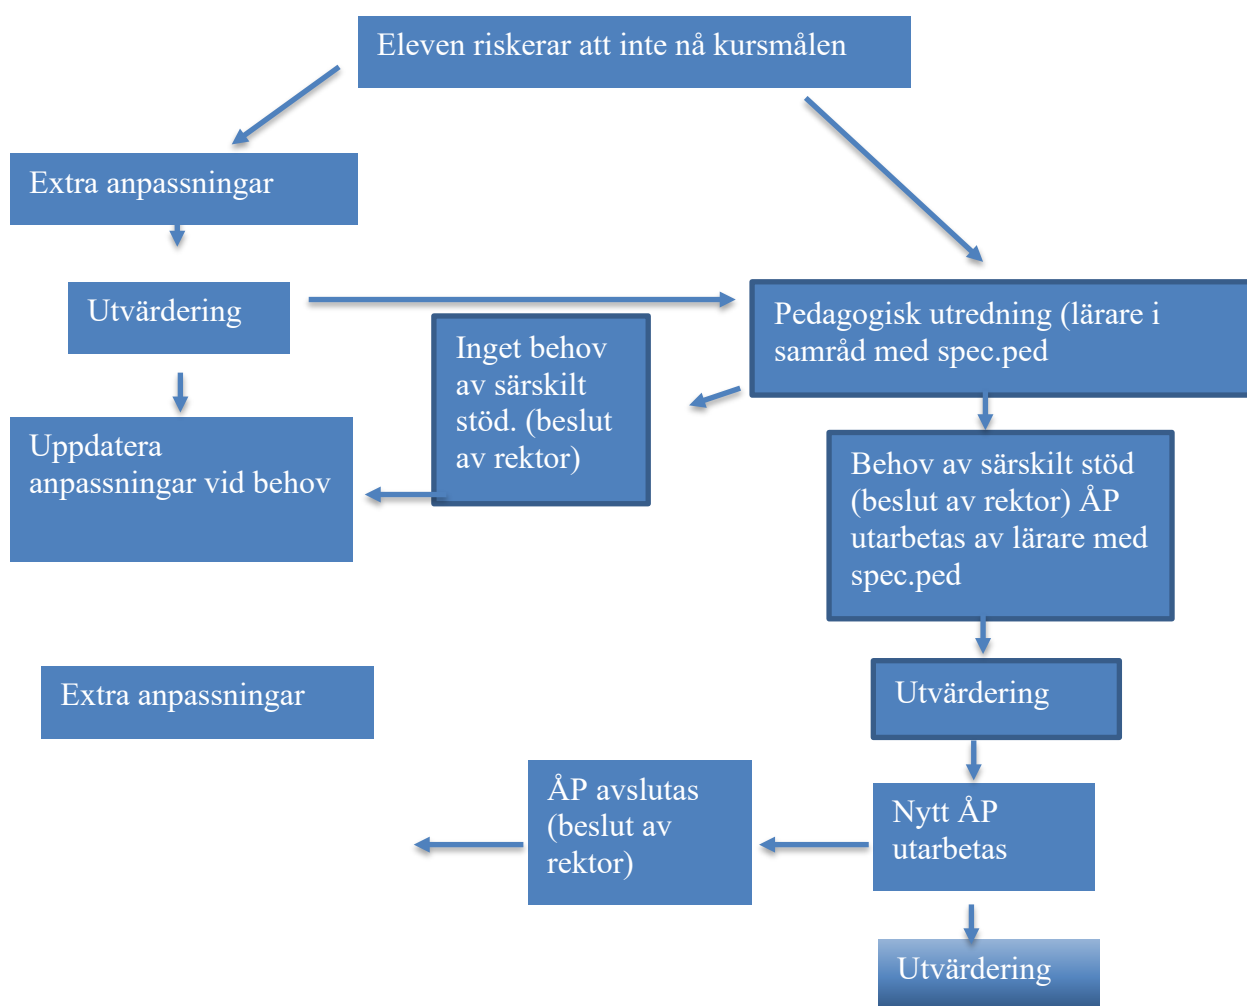 Eleven riskerar att inte nå kursmålen
Extra anpassningar
Utvärdering
Pedagogisk utredning (lärare i
samråd med spec.ped
Inget behov
av särskilt
stöd. (beslut
av rektor)
Uppdatera
anpassningar vid behov
Behov av särskilt stöd
(beslut av rektor) ÅP
utarbetas av lärare med
spec.ped
Extra anpassningar
Utvärdering
ÅP avslutas
(beslut av
rektor)
Nytt ÅP
utarbetas
Utvärdering